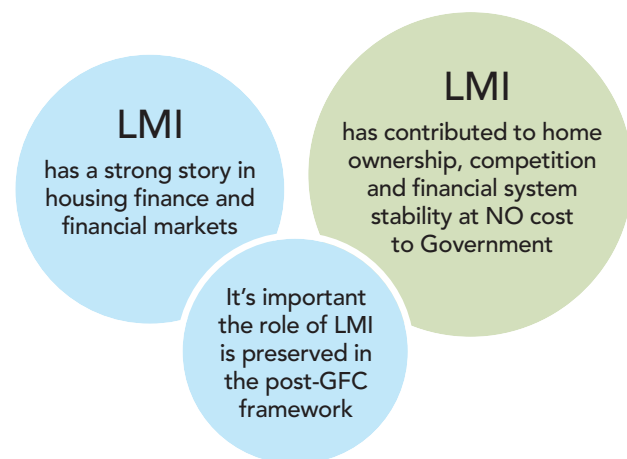 LMI
has a strong story in
housing finance and
financial markets
LMI
has contributed to home
ownership, competition
and financial system
stability at NO cost
to Government
It’s important
the role of LMI
is preserved in
the post-GFC
framework